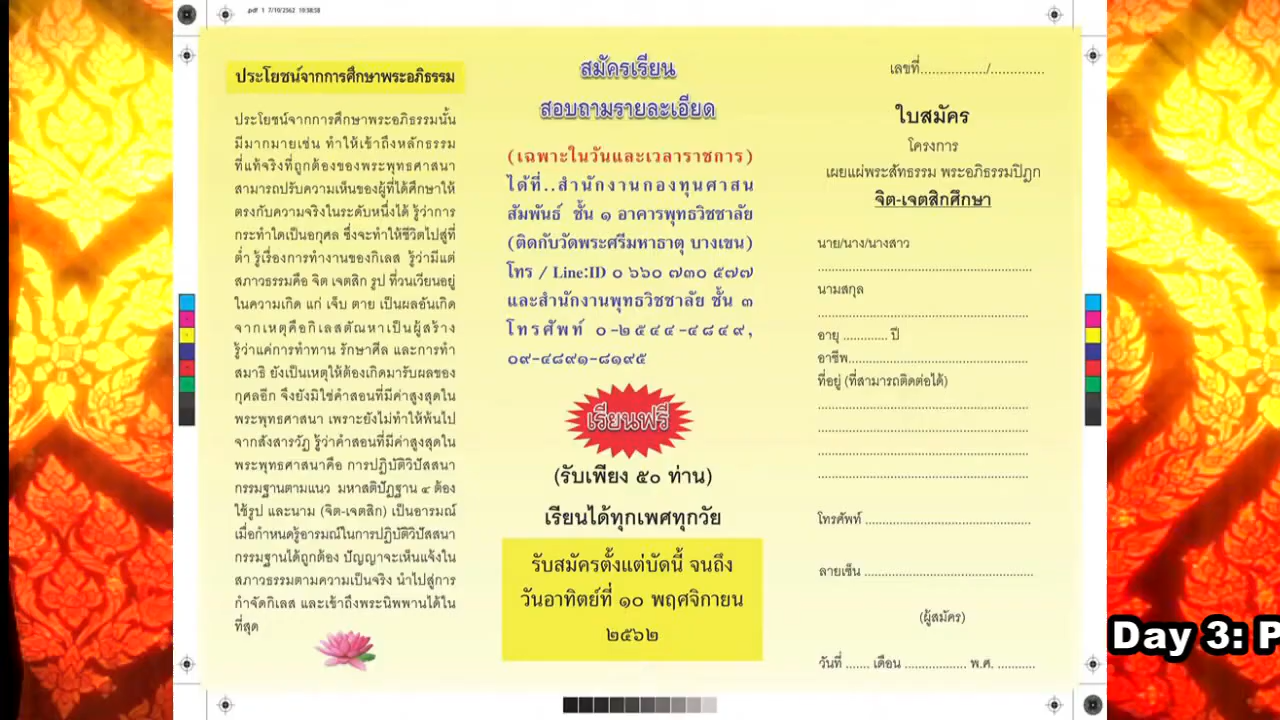 .pdf 1 7/10/2562 10:58:58
ประโยชน์จากการศึกษาพระอภิธรรม
ประโยชน์จากการศึกษาพระอภิธรรมนั้น
มีมากมายเช่น ทำให้เข้าถึงหลักธรรม
ที่แท้จริงที่ถูกต้องของพระพุทธศาสนา
สามารถปรับความเห็นของผู้ที่ได้ศึกษาให้
ตรงกับความจริงในระดับหนึ่งได้ รู้ว่าการ
กระทำใดเป็นอกุศล ซึ่งจะทำให้ชีวิตไปสู่ที่
ต่ำ รู้เรื่องการทำงานของกิเลส รู้ว่ามีแต่
สภาวธรรมคือ จิต เจตสิก รูป ที่วนเวียนอยู่
ในความเกิด แก่ เจ็บ ตาย เป็นผลอันเกิด
จากเหตุคือกิเลสตัณหาเป็นผู้สร้าง
รู้ว่าแค่การทำทาน รักษาศีล และการทำ
สมาธิ ยังเป็นเหตุให้ต้องเกิดมารับผลของ
กุศลอีก จึงยังมิใช่คำสอนที่มีค่าสูงสุดใน
พระพุทธศาสนา เพราะยังไม่ทำให้พ้นไป
จากสังสารวัฏ รู้ว่าคำสอนที่มีค่าสูงสุดใน
พระพุทธศาสนาคือ การปฏิบัติวิปัสสนา
กรรมฐานตามแนว มหาสติปัฏฐาน ๔ ต้อง
ใช้รูป และนาม (จิต-เจตสิก) เป็นอารมณ์
เมื่อกำหนดรู้อารมณ์ในการปฏิบัติวิปัสสนา
กรรมฐานได้ถูกต้อง ปัญญาจะเห็นแจ้งใน
สภาวธรรมตามความเป็นจริง นำไปสู่การ
กำจัดกิเลส และเข้าถึงพระนิพพานได้ใน
ที่สุด
สมัครเรียน
สอบถามรายละเอียด
(เฉพาะในวันและเวลาราชการ)
ได้ที่..สำนักงานกองทุนศาสน
สัมพันธ์ ชั้น ๑ อาคารพุทธวิชชาลัย
(ติดกับวัดพระศรีมหาธาตุ บางเขน)
โทร / Line:ID ๐ ๖๖๐ ๗๓๐ ๕๗๗
และสำนักงานพุทธวิชชาลัย ชั้น ๓
โทรศัพท์ ๐-๒๕๔๔-๔๘๔๙,
๐๙-๔๘๙๑-๘๑๙๕
เรียนฟรี
(รับเพียง ๕๐ ท่าน)
เรียนได้ทุกเพศทุกวัย
รับสมัครตั้งแต่บัดนี้ จนถึง
วันอาทิตย์ที่ ๑๐ พฤศจิกายน
๒๕๖๒
เลขที่................./..............
ใบสมัคร
โครงการ
เผยแผ่พระสัทธรรม พระอภิธรรมปิฎก
จิต-เจตสิกศึกษา
นาย/นาง/นางสาว
......................................................
นามสกุล
......................................................
อายุ ............ ปี
อาชีพ..............................................
ที่อยู่ (ที่สามารถติดต่อได้)
......................................................
......................................................
......................................................
......................................................
โทรศัพท์ ..........................................
ลายเซ็น ...........................................
(ผู้สมัคร)
วันที่ ....... เดือน ................ พ.ศ. ..........
Day 3: P